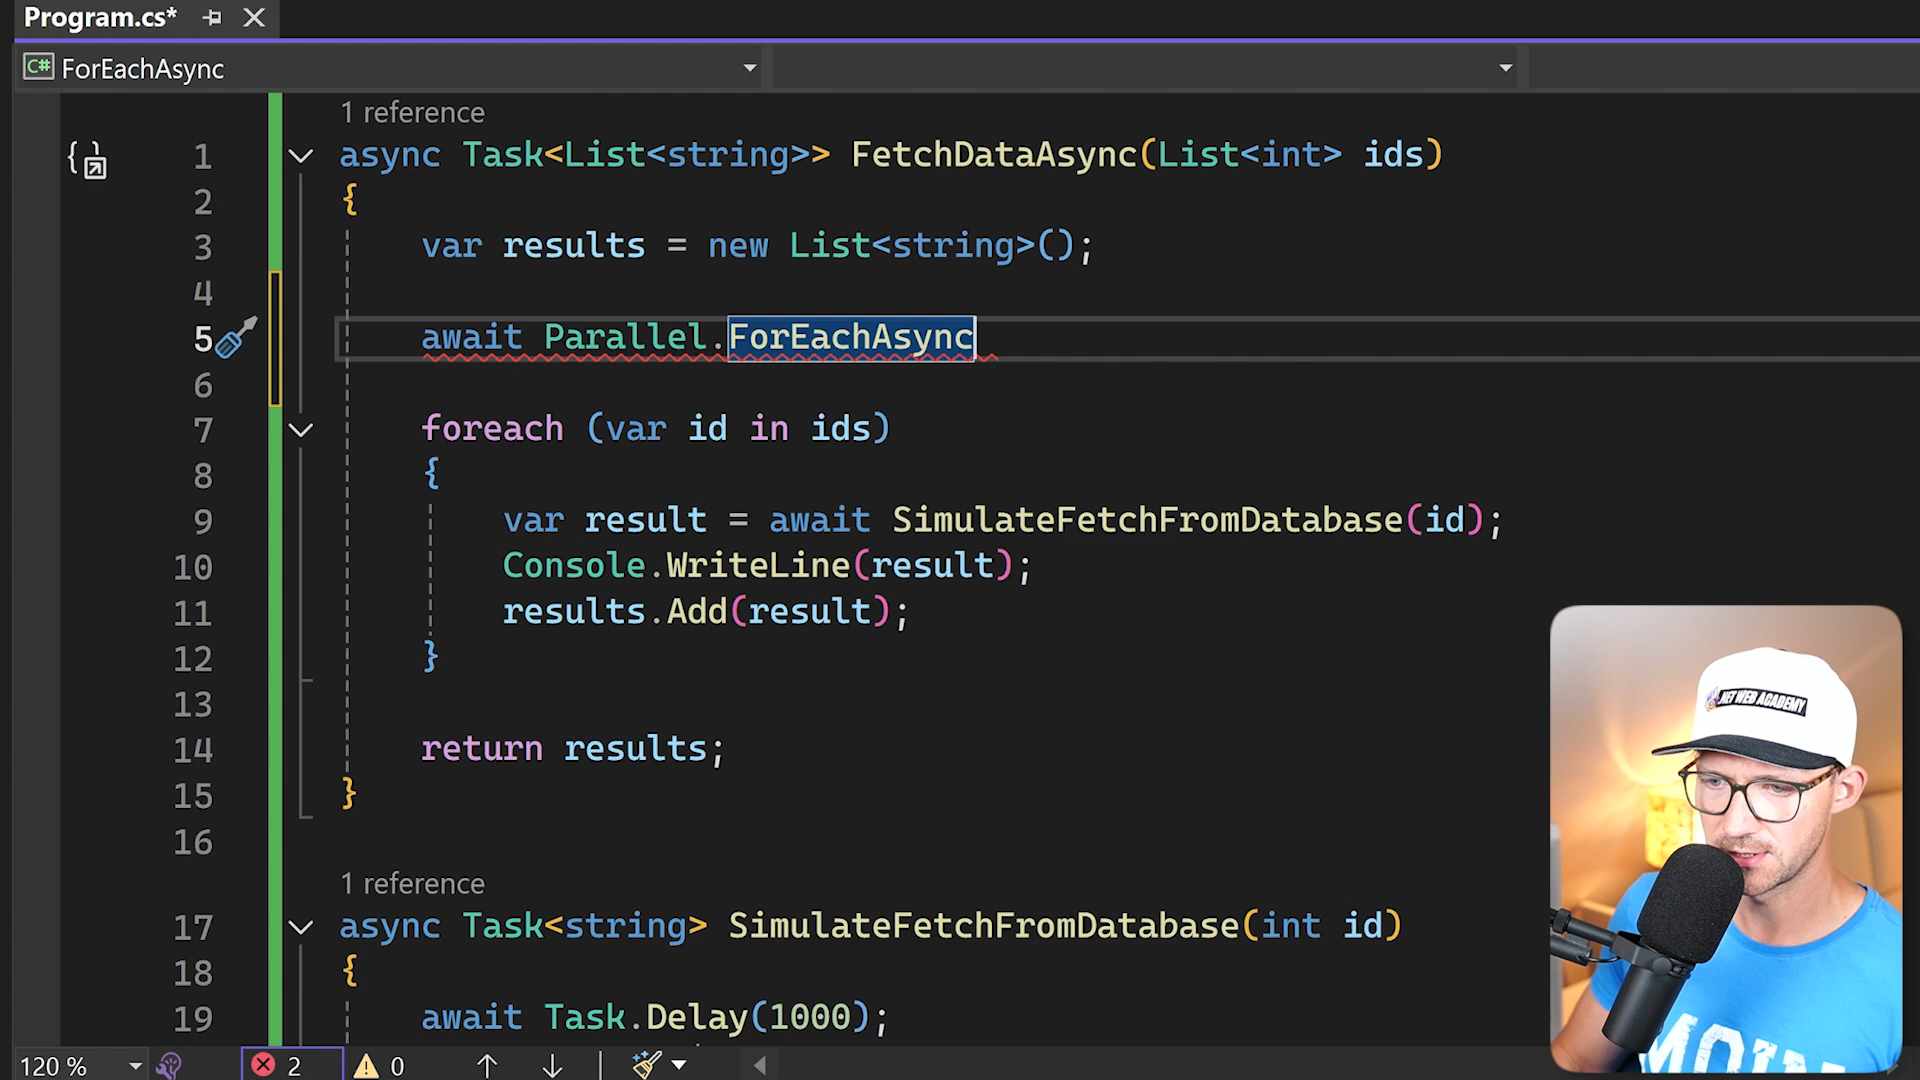 Program.cs*
C# ForEachAsync
1 reference
1 async Task<List<string>> FetchDataAsync(List<int> ids)
2 {
3 var results = new List<string>();
4
5 await Parallel.ForEachAsync
6
7 foreach (var id in ids)
8 {
9 var result = await SimulateFetchFromDatabase(id);
10 Console.WriteLine(result);
11 results.Add(result);
12 }
13
14 return results;
15 }
16
1 reference
17 async Task<string> SimulateFetchFromDatabase(int id)
18 {
19 await Task.Delay(1000);
120 % 2 0
.NET WEB ACADEMY